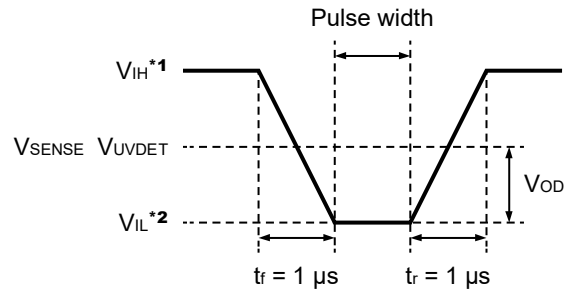 Pulse width
VIH*1
VSENSE VUVDET
VOD
VIL*2
tf = 1 μs tr = 1 μs